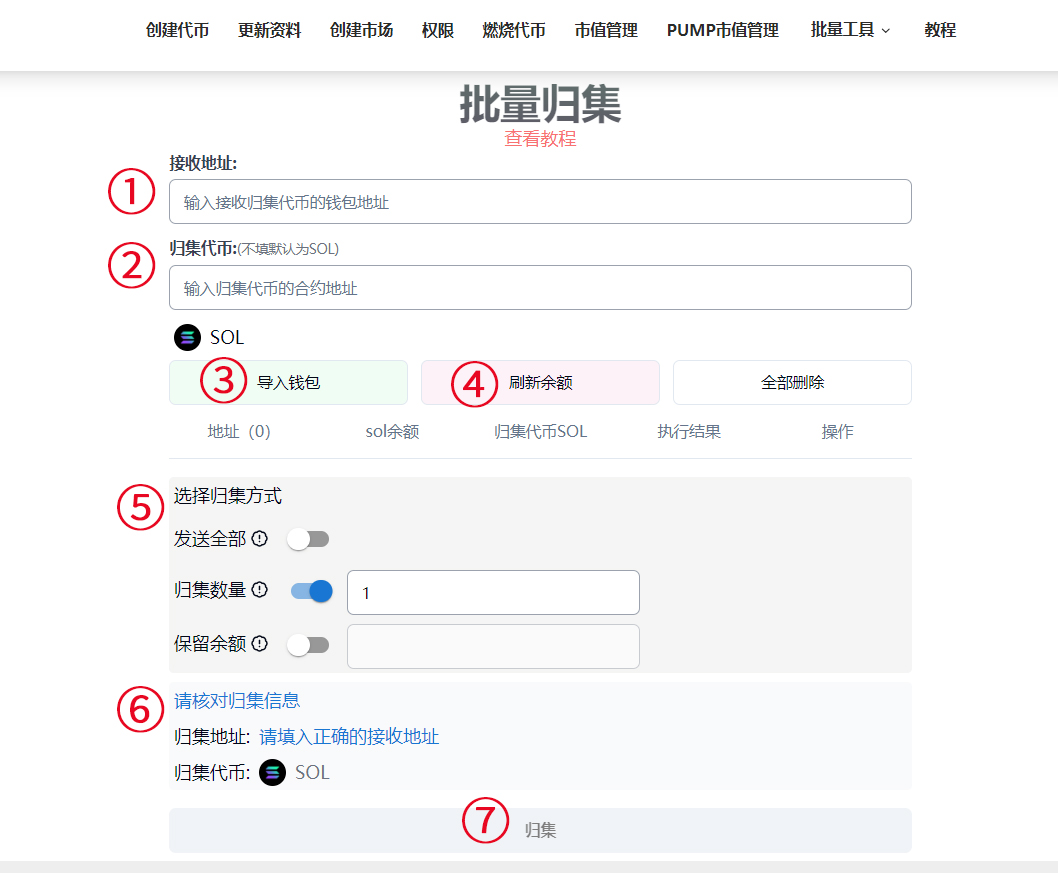 创建代币 更新资料 创建市场 权限 燃烧代币 市值管理 PUMP市值管理 批量工具 教程
批量归集
查看教程
接收地址:
① 输入接收归集代币的钱包地址
归集代币:(不填默认为SOL)
② 输入归集代币的合约地址
SOL
③ 导入钱包 ④ 刷新余额 全部删除
地址（0） sol余额 归集代币SOL 执行结果 操作
⑤ 选择归集方式
发送全部
归集数量 1
保留余额
⑥ 请核对归集信息
归集地址: 请填入正确的接收地址
归集代币: SOL
⑦ 归集